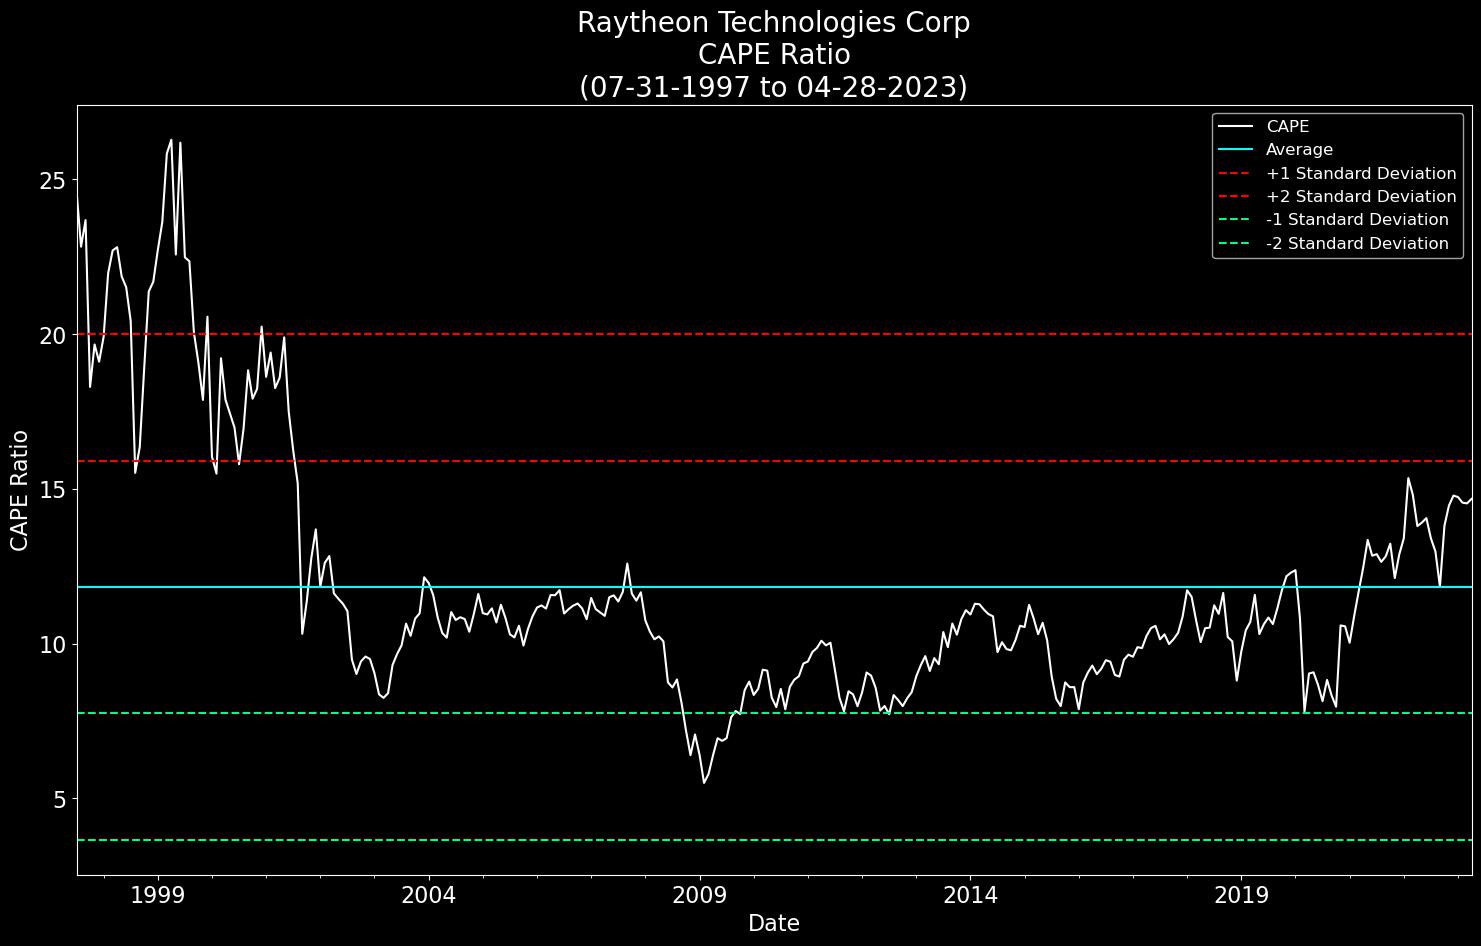 Raytheon Technologies Corp
CAPE Ratio
(07-31-1997 to 04-28-2023)
CAPE
Average
+1 Standard Deviation
+2 Standard Deviation
-1 Standard Deviation
-2 Standard Deviation
25
20
15
10
5
CAPE Ratio
1999 2004 2009 2014 2019
Date